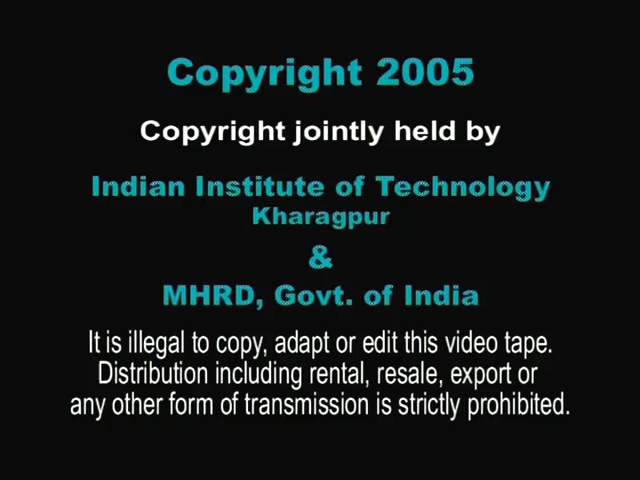 Copyright 2005
Copyright jointly held by
Indian Institute of Technology
Kharagpur
&
MHRD, Govt. of India
It is illegal to copy, adapt or edit this video tape.
Distribution including rental, resale, export or
any other form of transmission is strictly prohibited.